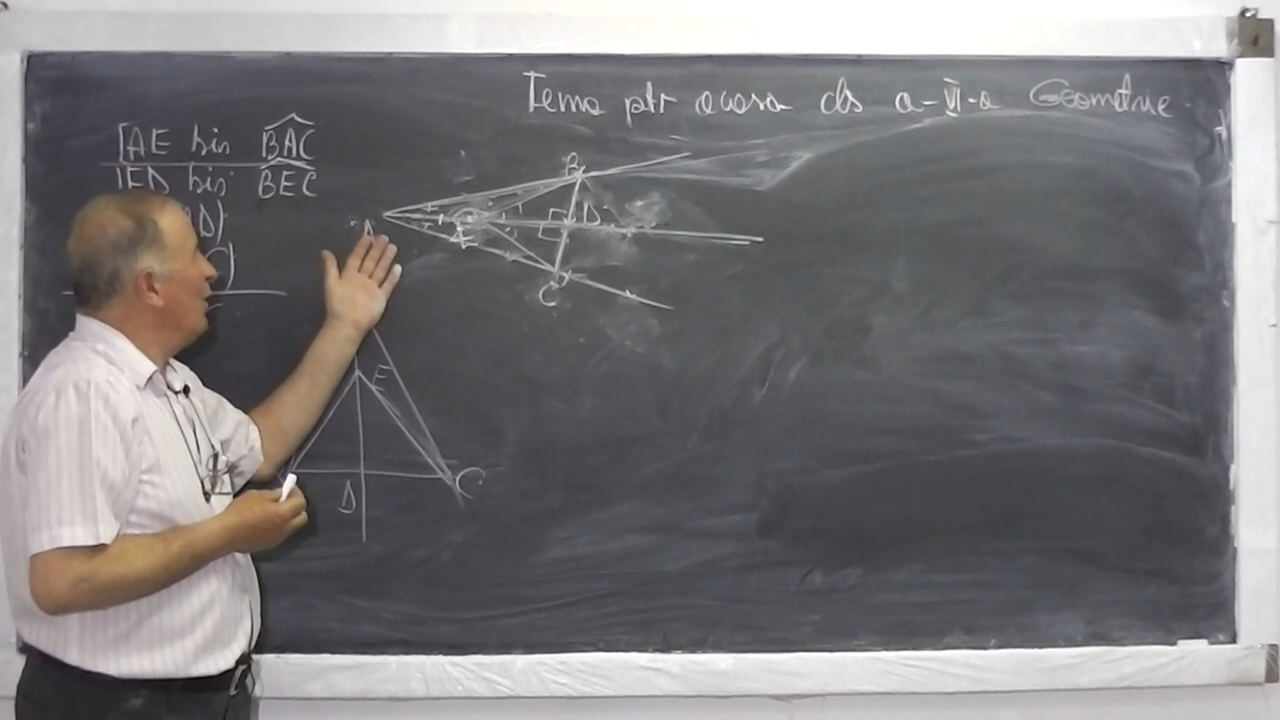 Tema ptr acasa cls a-VI-a Geometrie
[AE bis BAC
[ED bis BEC
D)
C)
B
A
D
E
C
E
D
C